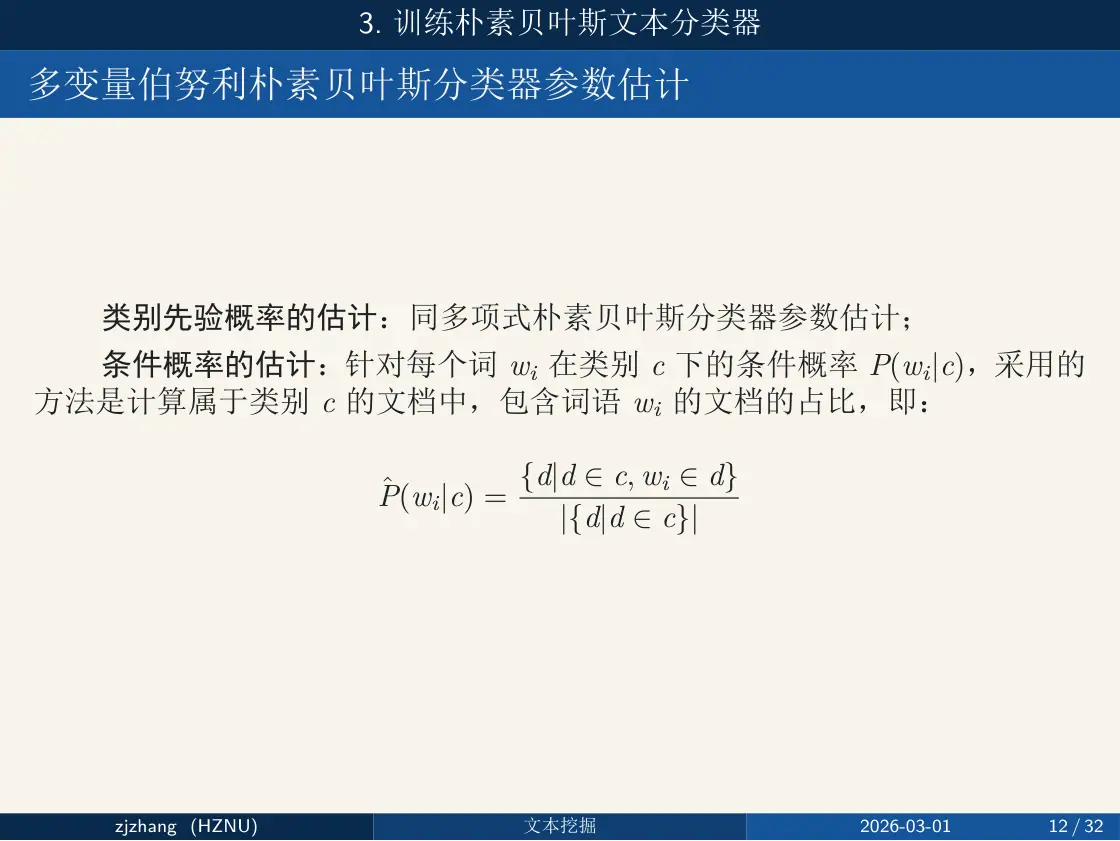 3. 训练朴素贝叶斯文本分类器
多变量伯努利朴素贝叶斯分类器参数估计
类别先验概率的估计：同多项式朴素贝叶斯分类器参数估计；
条件概率的估计：针对每个词 wᵢ 在类别 c 下的条件概率 P(wᵢ|c)，采用的
方法是计算属于类别 c 的文档中，包含词语 wᵢ 的文档的占比，即：
P̂(wᵢ|c) = {d|d ∈ c, wᵢ ∈ d} / |{d|d ∈ c}|
zjzhang (HZNU) 文本挖掘 2026-03-01 12 / 32